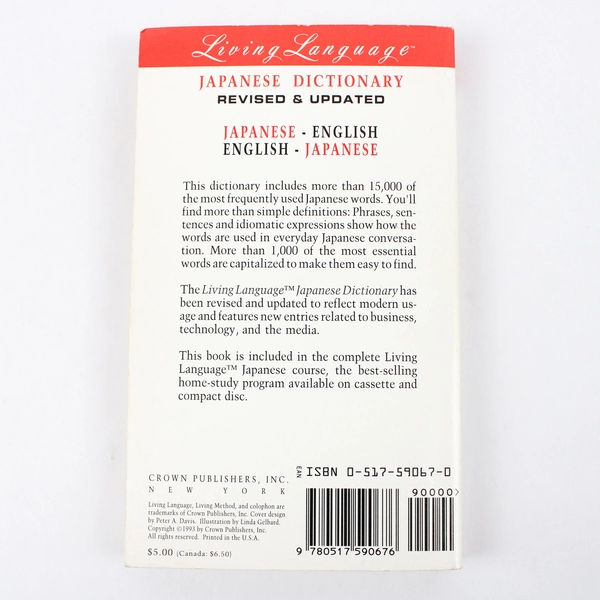 Living Language™
JAPANESE DICTIONARY
REVISED & UPDATED
JAPANESE - ENGLISH
ENGLISH - JAPANESE
This dictionary includes more than 15,000 of
the most frequently used Japanese words. You'll
find more than simple definitions: Phrases, sen-
tences and idiomatic expressions show how the
words are used in everyday Japanese conversa-
tion. More than 1,000 of the most essential
words are capitalized to make them easy to find.
The Living Language™ Japanese Dictionary has
been revised and updated to reflect modern us-
age and features new entries related to business,
technology, and the media.
This book is included in the complete Living
Language™ Japanese course, the best-selling
home-study program available on cassette and
compact disc.
CROWN PUBLISHERS, INC.
NEW YORK
Living Language, Living Method, and colophon are
trademarks of Crown Publishers, Inc. Cover design
by Peter A. Davis. Illustration by Linda Gelbard.
Copyright ©1993 by Crown Publishers, Inc.
All rights reserved. Printed in the U.S.A.
$5.00 (Canada: $6.50)
EAN
ISBN 0-517-59067-0
90000>
9 780517 590676